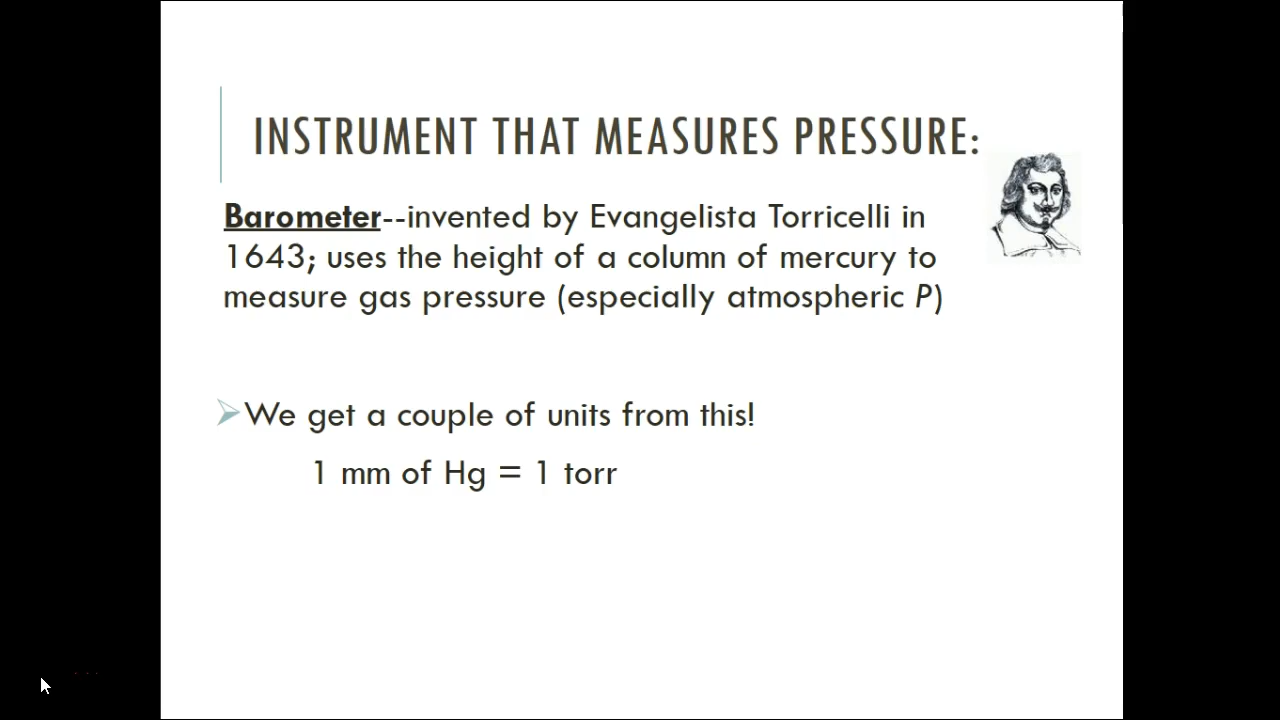 INSTRUMENT THAT MEASURES PRESSURE:
Barometer--invented by Evangelista Torricelli in
1643; uses the height of a column of mercury to
measure gas pressure (especially atmospheric P)
We get a couple of units from this!
1 mm of Hg = 1 torr